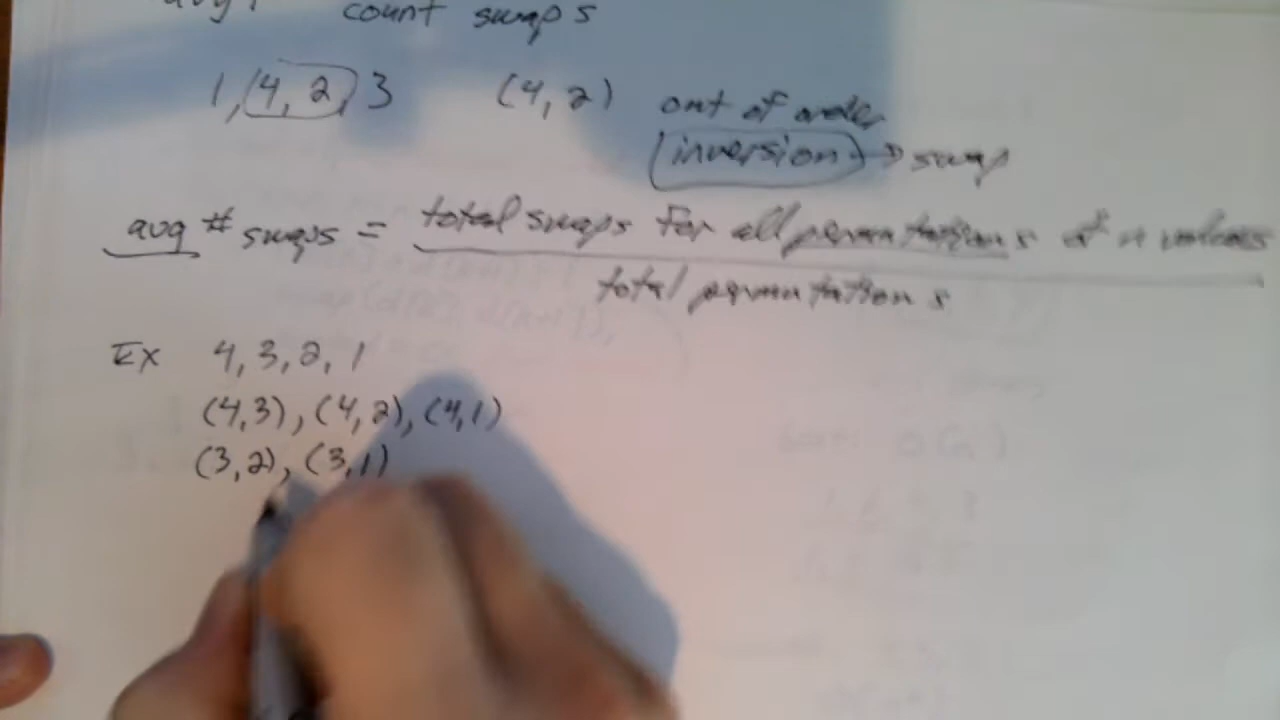 count swaps
1, 4, 2, 3 (4, 2) out of order
inversion → swap
avg # swaps = total swaps for all permutations of n values
total permutations
Ex 4, 3, 2, 1
(4,3), (4,2), (4,1)
(3,2), (3,1)